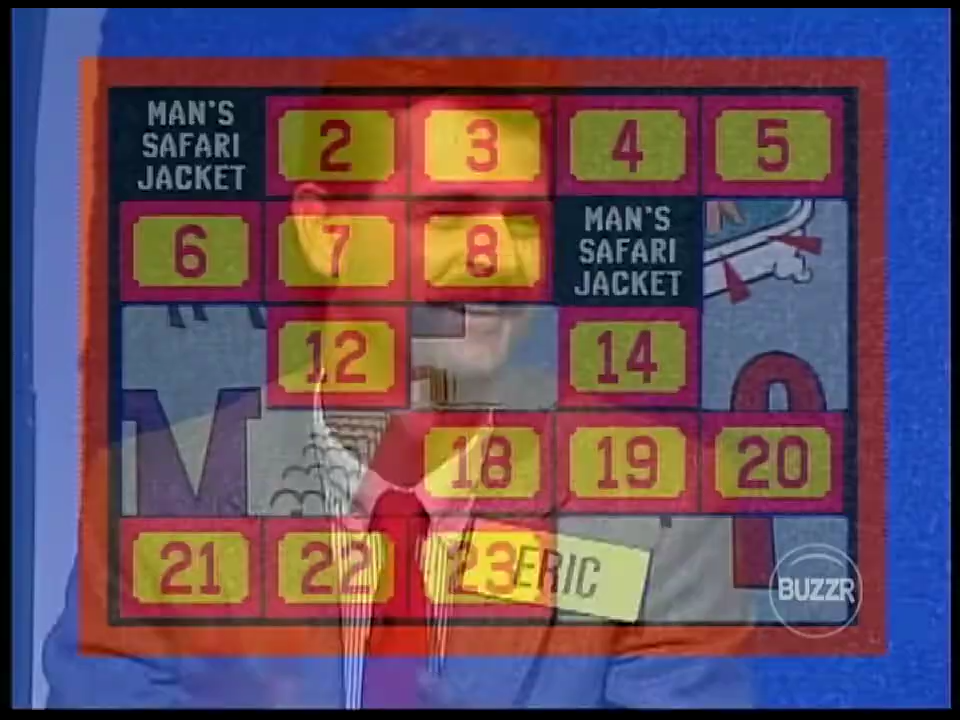 MAN'S
SAFARI
JACKET
2
3
4
5
6
7
8
MAN'S
SAFARI
JACKET
12
14
M
18
19
20
21
22
23
ERIC
BUZZR